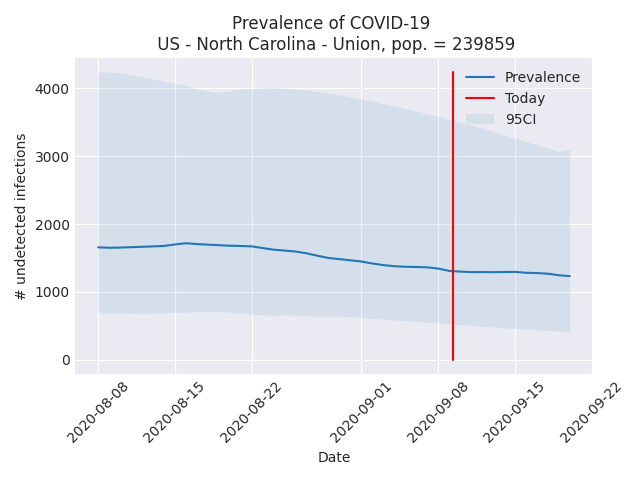 Prevalence of COVID-19
US - North Carolina - Union, pop. = 239859
# undetected infections
4000
3000
2000
1000
0
Prevalence
Today
95CI
2020-08-08
2020-08-15
2020-08-22
2020-09-01
2020-09-08
2020-09-15
2020-09-22
Date